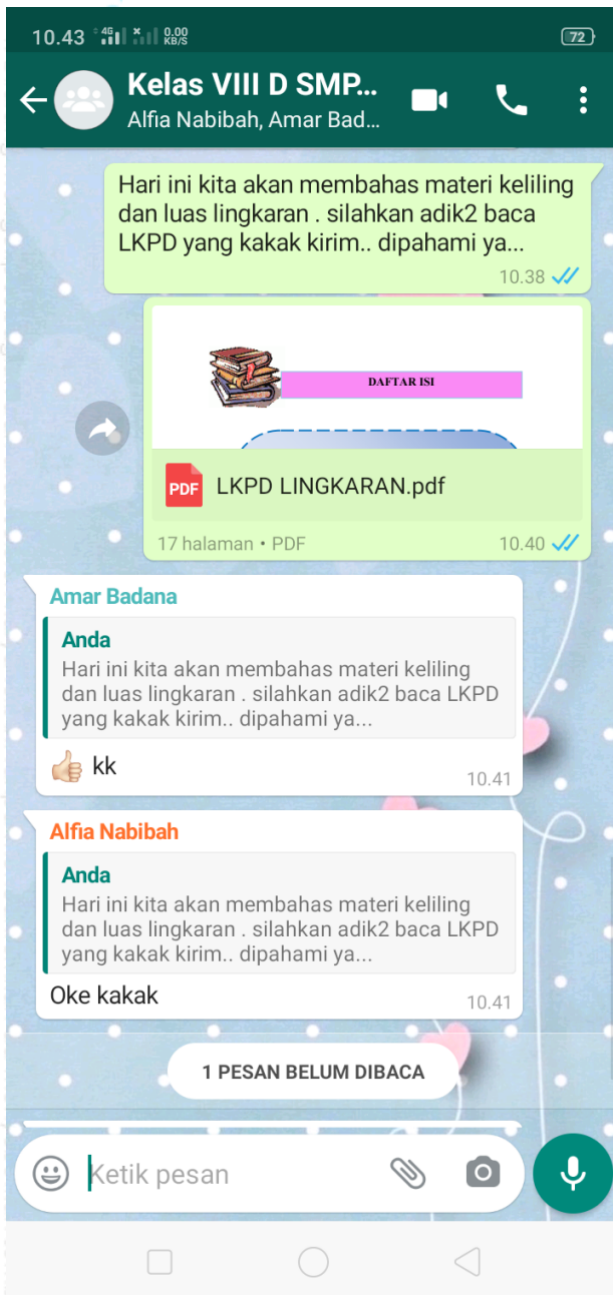 10.43 4G 0.00 KB/S 72
Kelas VIII D SMP...
Alfia Nabibah, Amar Bad...
Hari ini kita akan membahas materi keliling
dan luas lingkaran . silahkan adik2 baca
LKPD yang kakak kirim.. dipahami ya...
10.38
DAFTAR ISI
PDF LKPD LINGKARAN.pdf
17 halaman • PDF 10.40
Amar Badana
Anda
Hari ini kita akan membahas materi keliling
dan luas lingkaran . silahkan adik2 baca LKPD
yang kakak kirim.. dipahami ya...
👍🏻 kk
10.41
Alfia Nabibah
Anda
Hari ini kita akan membahas materi keliling
dan luas lingkaran . silahkan adik2 baca LKPD
yang kakak kirim.. dipahami ya...
Oke kakak
10.41
1 PESAN BELUM DIBACA
Ketik pesan